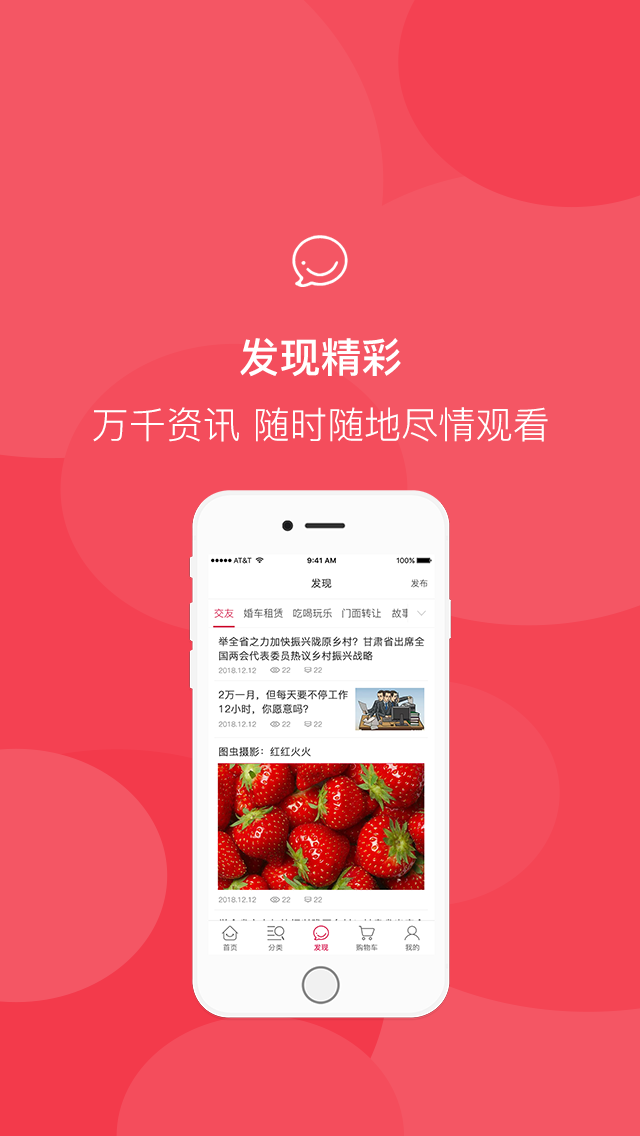 发现精彩
万千资讯 随时随地尽情观看
AT&T 9:41 AM 100%
发现 发布
交友 婚车租赁 吃喝玩乐 门面转让 故事
举全省之力加快振兴陇原乡村？甘肃省出席全
国两会代表委员热议乡村振兴战略
2018.12.12 22 22
2万一月，但每天要不停工作
12小时，你愿意吗？
2018.12.12 22 22
图虫摄影：红红火火
2018.12.12 22 22
首页 分类 发现 购物车 我的